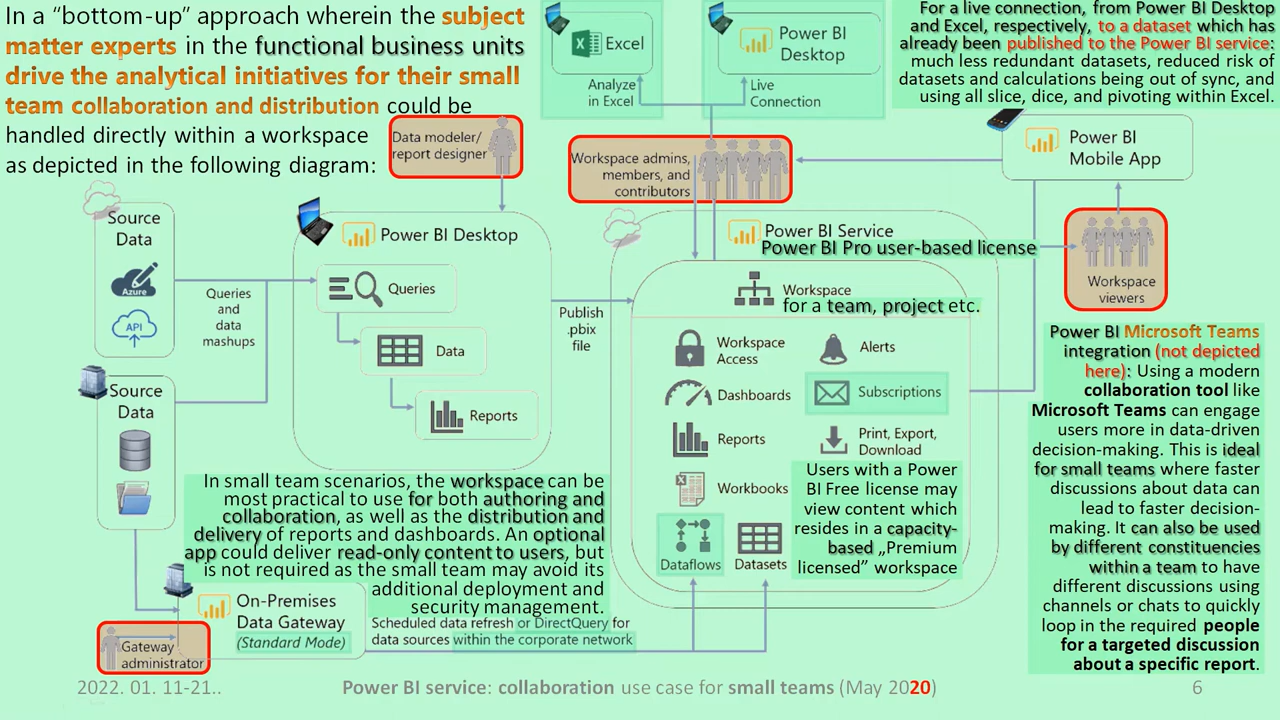 In a “bottom-up” approach wherein the subject
matter experts in the functional business units
drive the analytical initiatives for their small
team collaboration and distribution could be
handled directly within a workspace
as depicted in the following diagram:
Data modeler/
report designer
Excel
Analyze
in Excel
Power BI
Desktop
Live
Connection
For a live connection, from Power BI Desktop
and Excel, respectively, to a dataset which has
already been published to the Power BI service:
much less redundant datasets, reduced risk of
datasets and calculations being out of sync, and
using all slice, dice, and pivoting within Excel.
Workspace admins,
members, and
contributors
Power BI
Mobile App
Source
Data
Azure
API
Queries
and
data
mashups
Source
Data
Power BI Desktop
Queries
Data
Reports
Publish
.pbix
file
Power BI Service
Power BI Pro user-based license
Workspace
for a team, project etc.
Workspace
Access
Dashboards
Reports
Workbooks
Dataflows
Datasets
Alerts
Subscriptions
Print, Export,
Download
Users with a Power
BI Free license may
view content which
resides in a capacity-
based „Premium
licensed” workspace
Workspace
viewers
Power BI Microsoft Teams
integration (not depicted
here): Using a modern
collaboration tool like
Microsoft Teams can engage
users more in data-driven
decision-making. This is ideal
for small teams where faster
discussions about data can
lead to faster decision-
making. It can also be used
by different constituencies
within a team to have
different discussions using
channels or chats to quickly
loop in the required people
for a targeted discussion
about a specific report.
In small team scenarios, the workspace can be
most practical to use for both authoring and
collaboration, as well as the distribution and
delivery of reports and dashboards. An optional
app could deliver read-only content to users, but
is not required as the small team may avoid its
additional deployment and
security management.
On-Premises
Data Gateway
(Standard Mode)
Scheduled data refresh or DirectQuery for
data sources within the corporate network
Gateway
administrator
2022. 01. 11-21..
Power BI service: collaboration use case for small teams (May 2020)
6